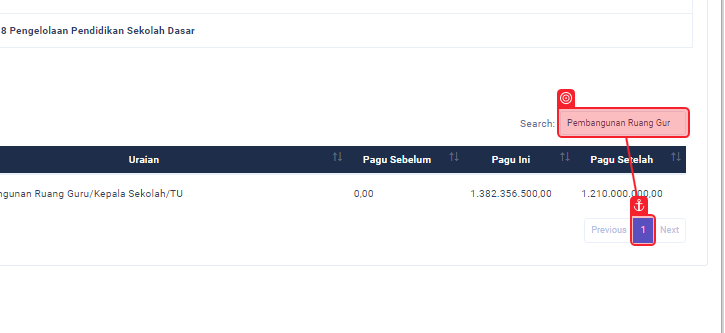 8 Pengelolaan Pendidikan Sekolah Dasar
Search: Pembangunan Ruang Gur
Uraian Pagu Sebelum Pagu Ini Pagu Setelah
ngunan Ruang Guru/Kepala Sekolah/TU 0,00 1.382.356.500,00 1.210.000.000,00
Previous 1 Next